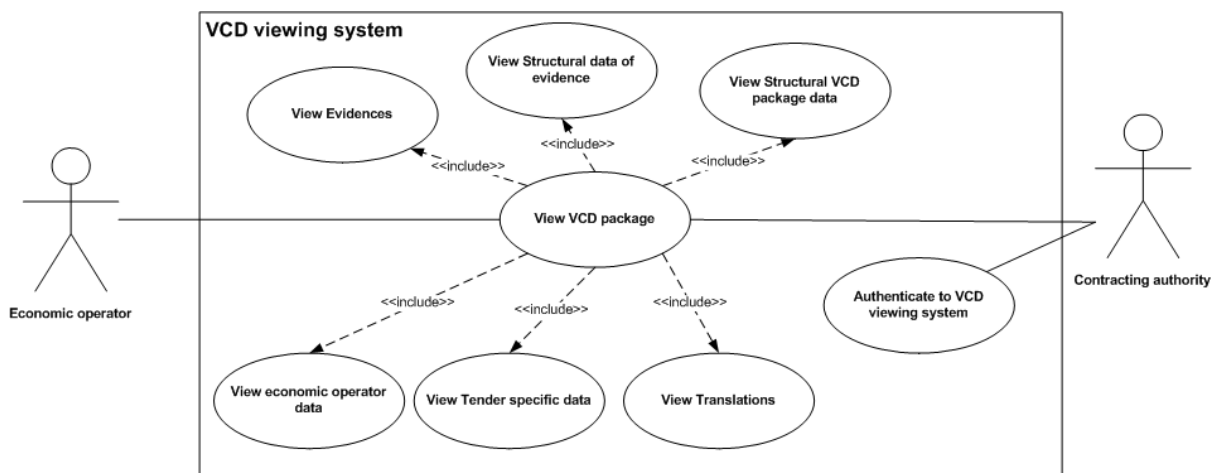 VCD viewing system
View Structural data of
evidence
View Structural VCD
package data
View Evidences
<<include>>
<<include>>
<<include>>
View VCD package
Economic operator
Contracting authority
Authenticate to VCD
viewing system
<<include>>
<<include>>
<<include>>
View economic operator
data
View Tender specific data
View Translations